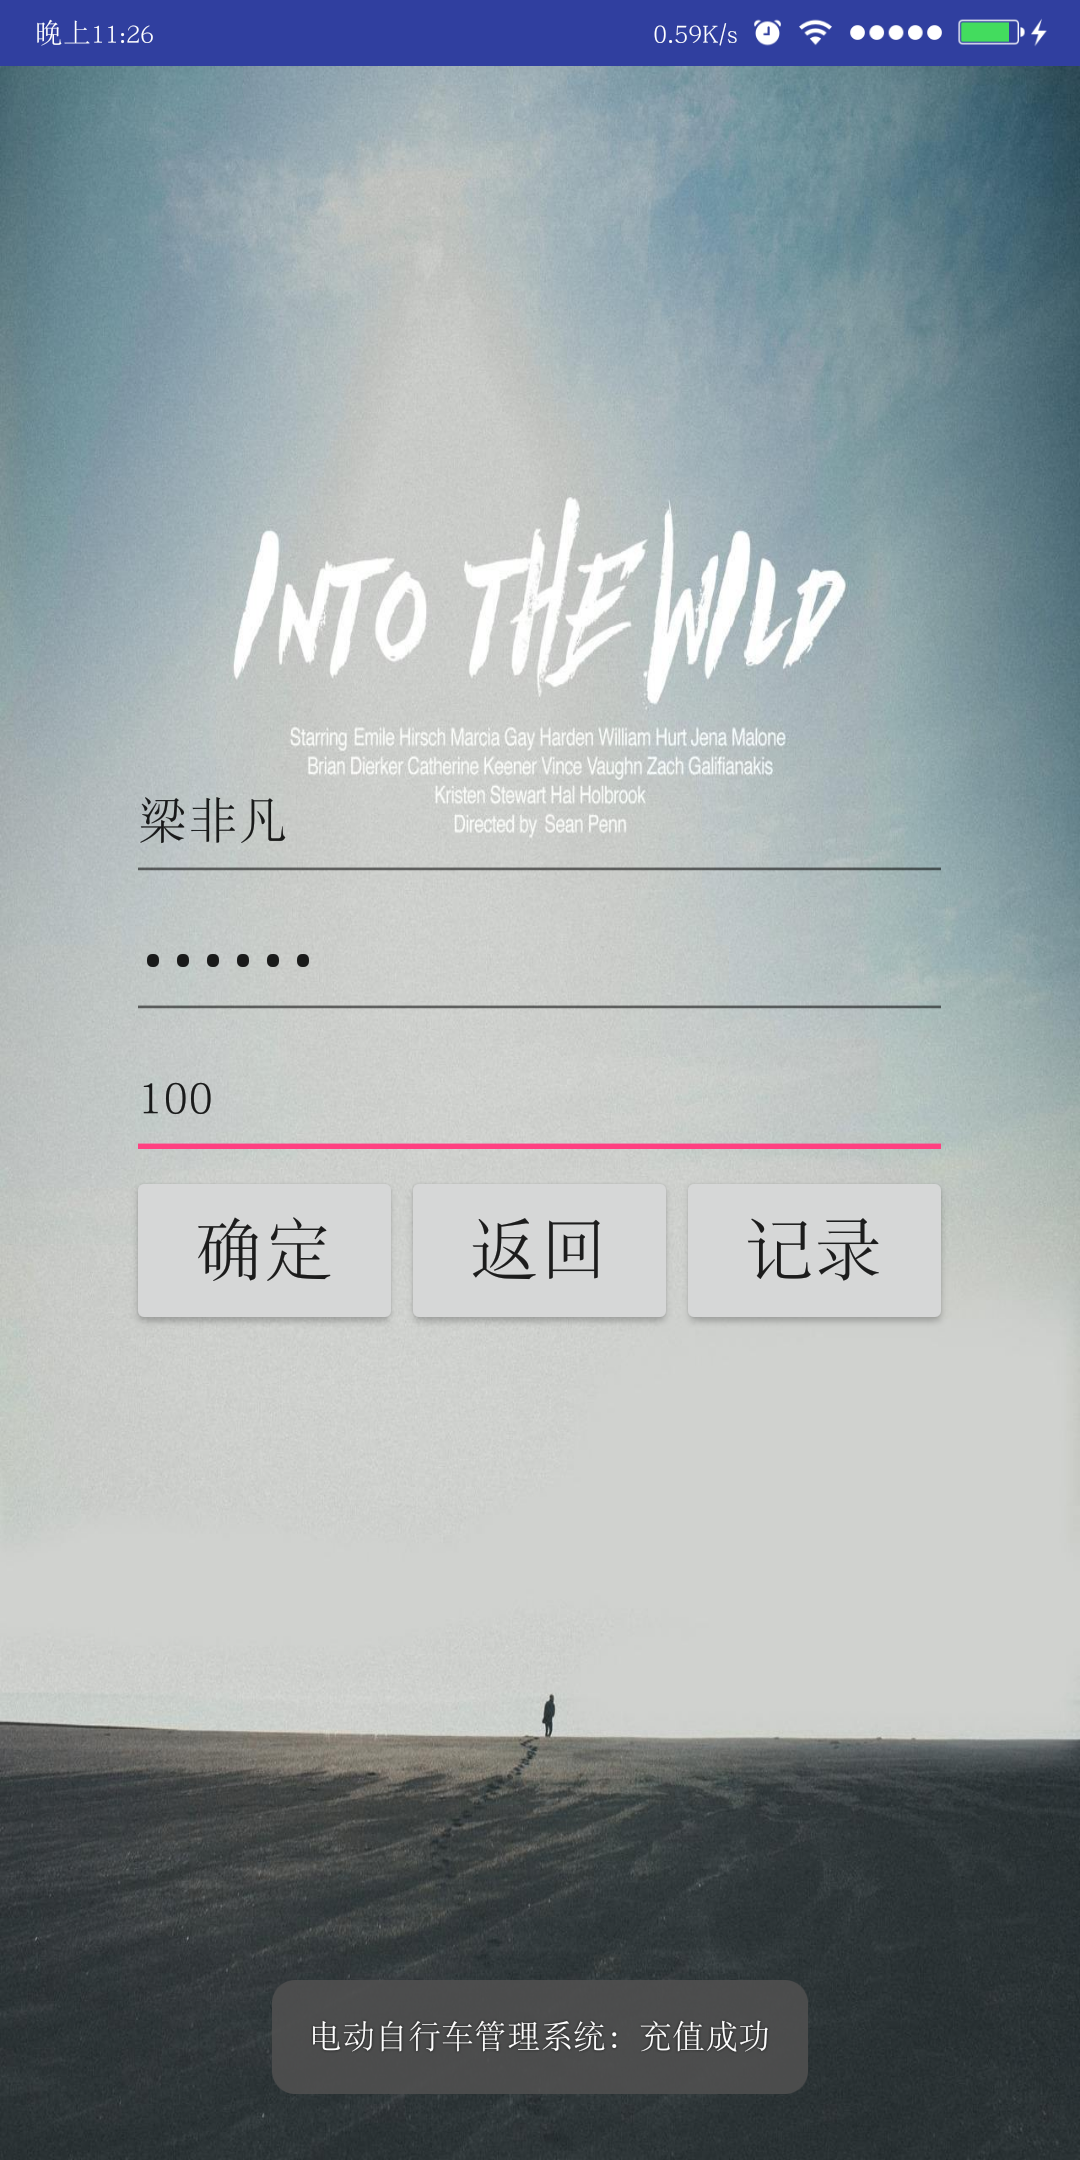 晚上11:26 0.59K/s
INTO THE WILD
Starring Emile Hirsch Marcia Gay Harden William Hurt Jena Malone
Brian Dierker Catherine Keener Vince Vaughn Zach Galifianakis
Kristen Stewart Hal Holbrook
Directed by Sean Penn
梁非凡
••••••
100
确定 返回 记录
电动自行车管理系统：充值成功